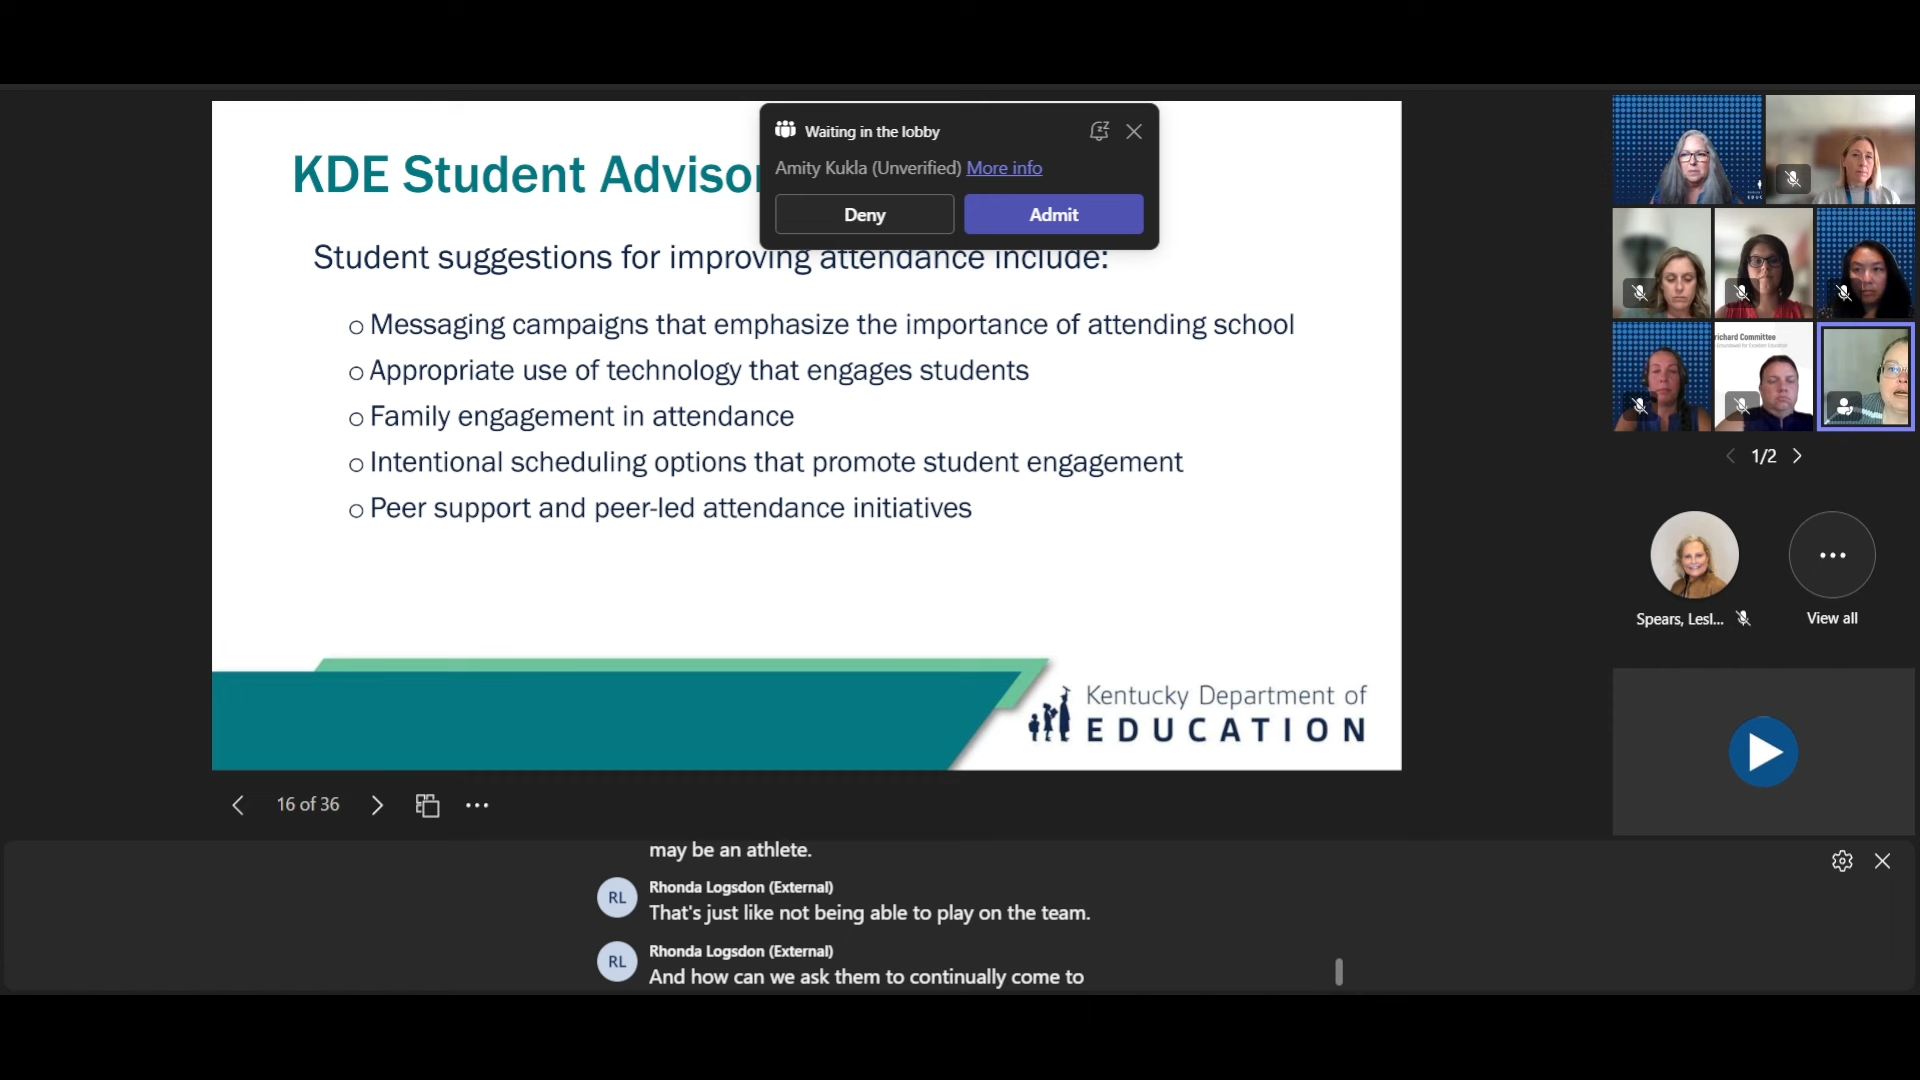 Waiting in the lobby
Amity Kukla (Unverified) More info
Deny
Admit
KDE Student Adviso
Student suggestions for improving attendance include:
Messaging campaigns that emphasize the importance of attending school
Appropriate use of technology that engages students
Family engagement in attendance
Intentional scheduling options that promote student engagement
Peer support and peer-led attendance initiatives
Kentucky Department of
EDUCATION
16 of 36
richard Committee
1/2
Spears, Lesl...
View all
may be an athlete.
RL
Rhonda Logsdon (External)
That's just like not being able to play on the team.
RL
Rhonda Logsdon (External)
And how can we ask them to continually come to